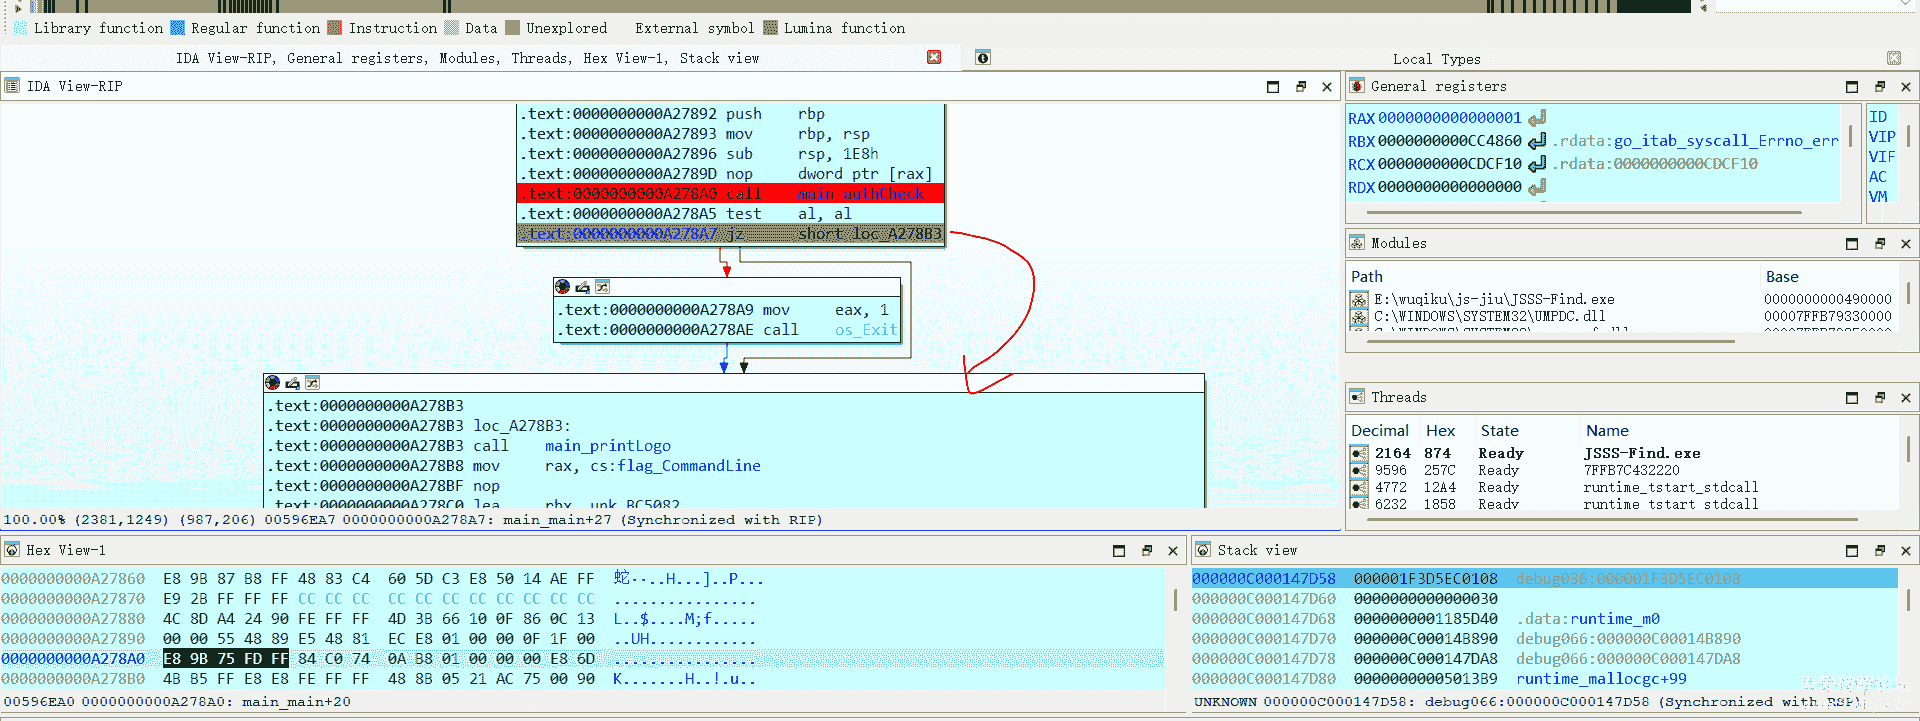 Library function Regular function Instruction Data Unexplored External symbol Lumina function
IDA View-RIP, General registers, Modules, Threads, Hex View-1, Stack view
Local Types
IDA View-RIP
.text:0000000000A27892 push rbp
.text:0000000000A27893 mov rbp, rsp
.text:0000000000A27896 sub rsp, 1E8h
.text:0000000000A2789D nop dword ptr [rax]
.text:0000000000A278A0 call main_authCheck
.text:0000000000A278A5 test al, al
.text:0000000000A278A7 jz short loc_A278B3
.text:0000000000A278A9 mov eax, 1
.text:0000000000A278AE call os_Exit
.text:0000000000A278B3
.text:0000000000A278B3 loc_A278B3:
.text:0000000000A278B3 call main_printLogo
.text:0000000000A278B8 mov rax, cs:flag_CommandLine
.text:0000000000A278BF nop
.text:0000000000A278C0 lea rbx, unk_BC5082
100.00% (2381,1249) (987,206) 00596EA7 0000000000A278A7: main_main+27 (Synchronized with RIP)
General registers
RAX 0000000000000001
RBX 0000000000CC4860 .rdata:go_itab_syscall_Errno_err
RCX 0000000000CDCF10 .rdata:0000000000CDCF10
RDX 0000000000000000
ID
VIP
VIF
AC
VM
Modules
Path Base
E:\wuqiku\js-jiu\JSSS-Find.exe 0000000000490000
C:\WINDOWS\SYSTEM32\UMPDC.dll 00007FFB79330000
Threads
Decimal Hex State Name
2164 874 Ready JSSS-Find.exe
9596 257C Ready 7FFB7C432220
4772 12A4 Ready runtime_tstart_stdcall
6232 1858 Ready runtime_tstart_stdcall
Hex View-1
0000000000A27860 E8 9B 87 B8 FF 48 83 C4 60 5D C3 E8 50 14 AE FF 蛇....H...]..P...
0000000000A27870 E9 2B FF FF FF CC CC CC CC CC CC CC CC CC CC CC ................
0000000000A27880 4C 8D A4 24 90 FE FF FF 4D 3B 66 10 0F 86 0C 13 L..$....M;f.....
0000000000A27890 00 00 55 48 89 E5 48 81 EC E8 01 00 00 0F 1F 00 ..UH............
0000000000A278A0 E8 9B 75 FD FF 84 C0 74 0A B8 01 00 00 00 E8 6D ................
0000000000A278B0 4B B5 FF E8 E8 FE FF FF 48 8B 05 21 AC 75 00 90 K.......H..!.u..
00596EA0 0000000000A278A0: main_main+20
Stack view
000000C000147D58 000001F3D5EC0108 debug036:000001F3D5EC0108
000000C000147D60 0000000000000030
000000C000147D68 0000000001185D40 .data:runtime_m0
000000C000147D70 000000C00014B890 debug066:000000C00014B890
000000C000147D78 000000C000147DA8 debug066:000000C000147DA8
000000C000147D80 00000000005013B9 runtime_mallocgc+99
UNKNOWN 000000C000147D58: debug066:000000C000147D58 (Synchronized with RSP)